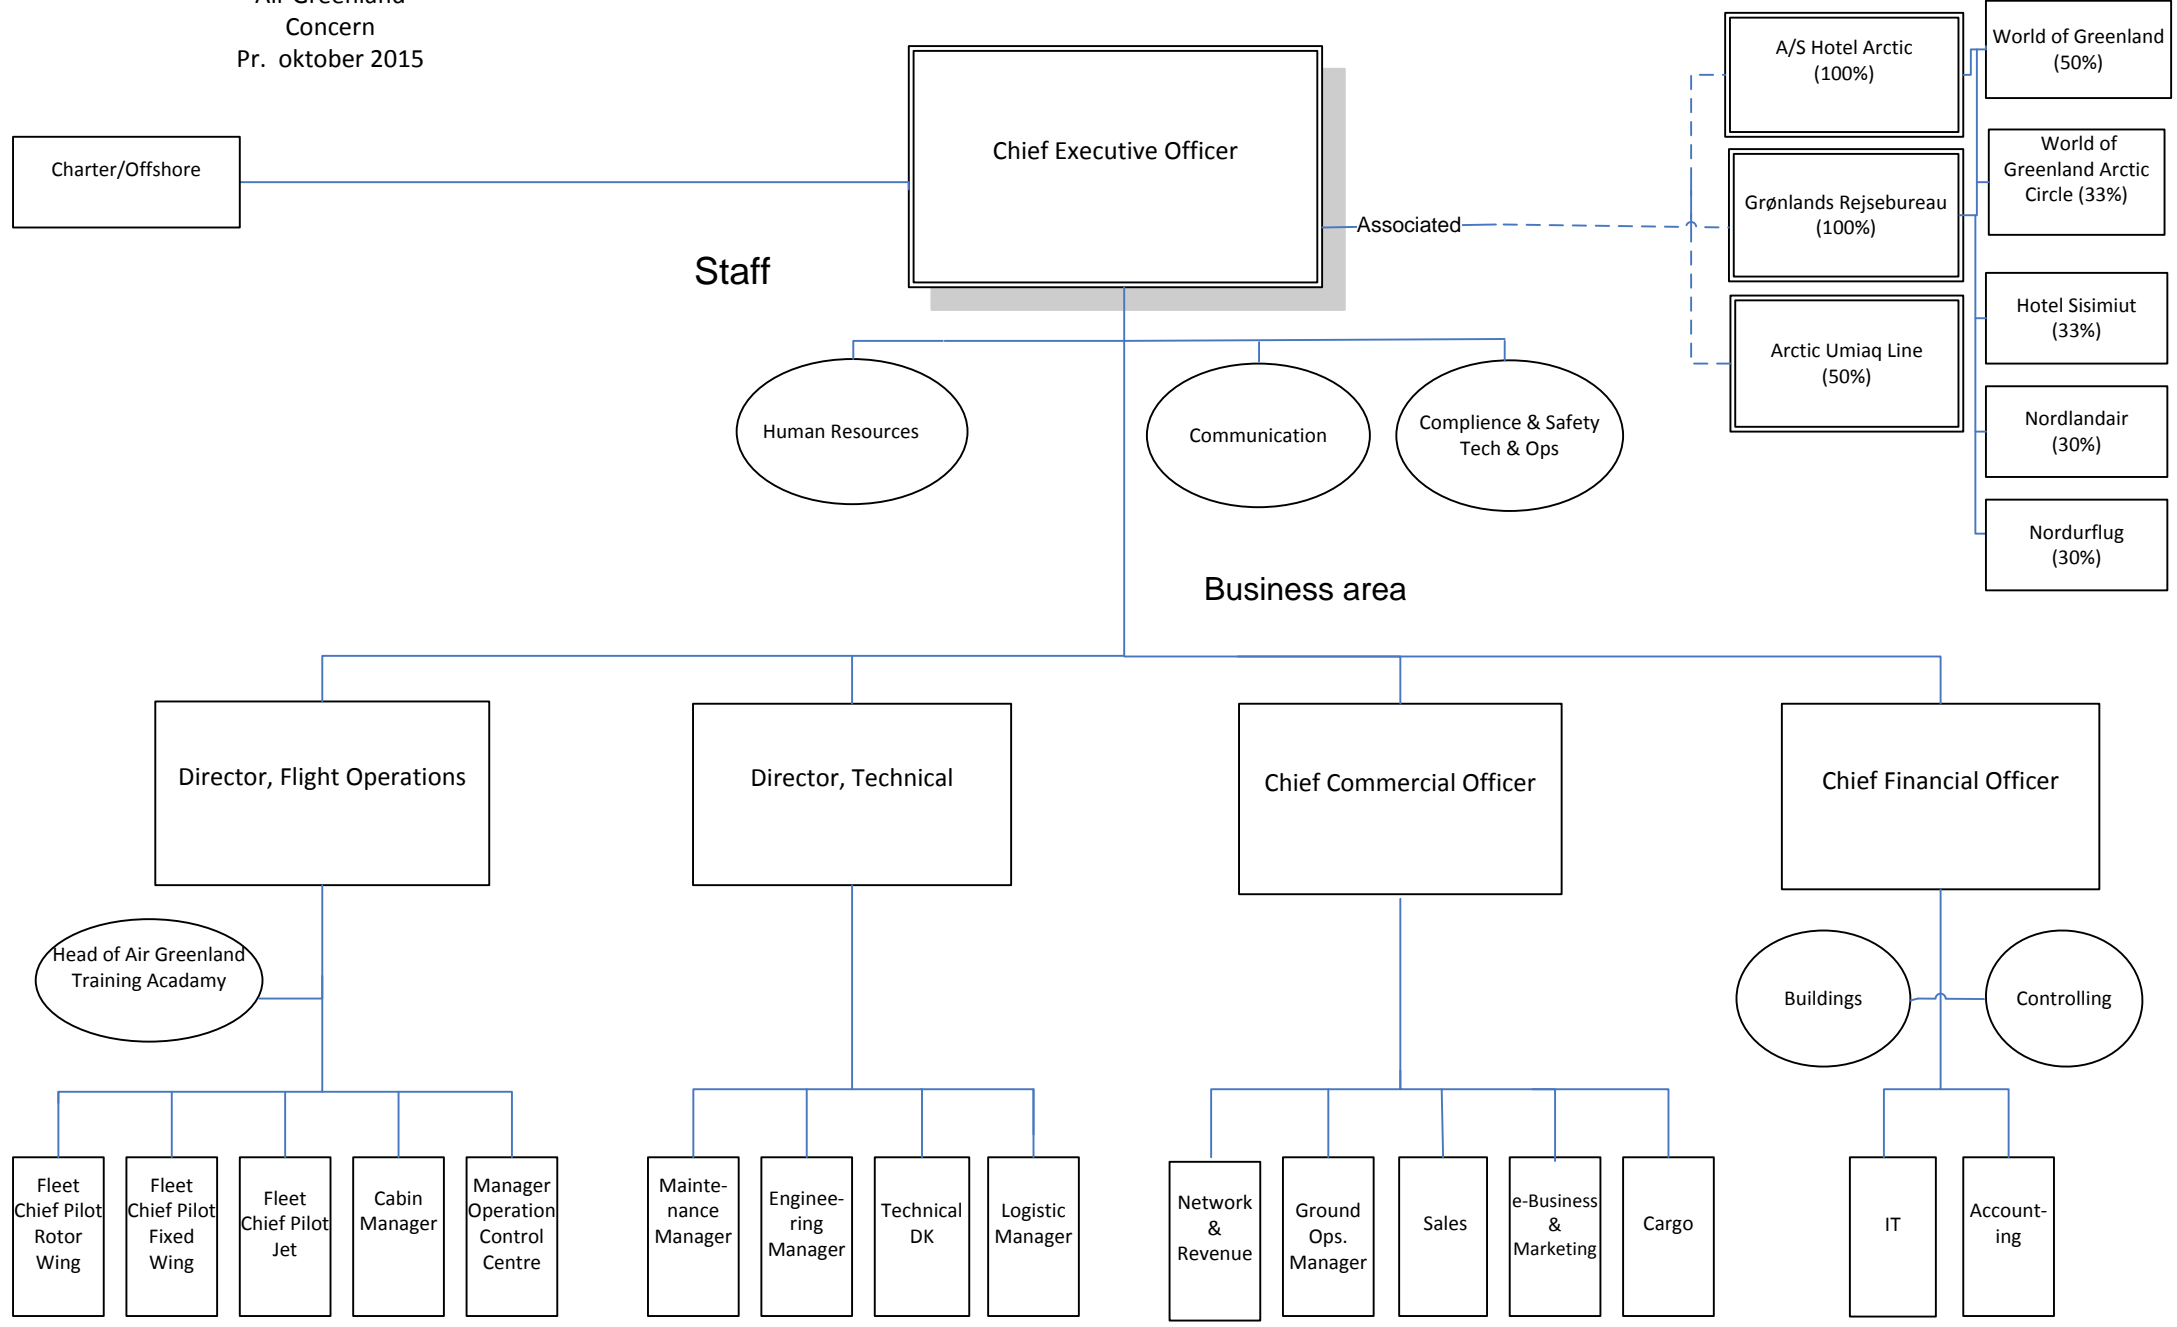 Air Greenland
Concern
Pr. oktober 2015
Charter/Offshore
Chief Executive Officer
Associated
A/S Hotel Arctic
(100%)
Grønlands Rejsebureau
(100%)
Arctic Umiaq Line
(50%)
World of Greenland
(50%)
World of
Greenland Arctic
Circle (33%)
Hotel Sisimiut
(33%)
Nordlandair
(30%)
Nordurflug
(30%)
Staff
Human Resources
Communication
Complience & Safety
Tech & Ops
Business area
Director, Flight Operations
Director, Technical
Chief Commercial Officer
Chief Financial Officer
Head of Air Greenland
Training Acadamy
Buildings
Controlling
Fleet
Chief Pilot
Rotor
Wing
Fleet
Chief Pilot
Fixed
Wing
Fleet
Chief Pilot
Jet
Cabin
Manager
Manager
Operation
Control
Centre
Mainte-
nance
Manager
Enginee-
ring
Manager
Technical
DK
Logistic
Manager
Network
&
Revenue
Ground
Ops.
Manager
Sales
e-Business
&
Marketing
Cargo
IT
Account-
ing